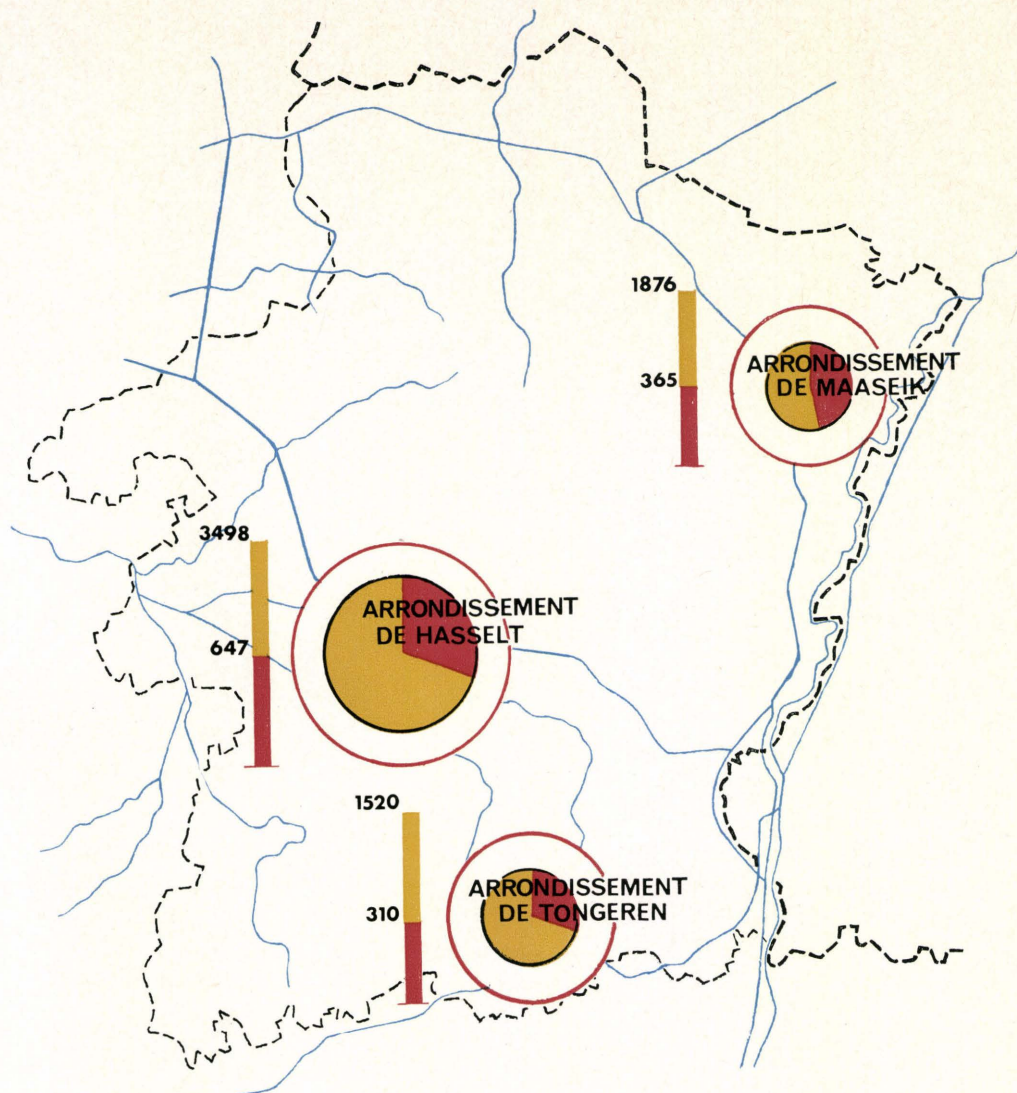 1876
365
ARRONDISSEMENT
DE MAASEIK
3498
647
ARRONDISSEMENT
DE HASSELT
1520
310
ARRONDISSEMENT
DE TONGEREN